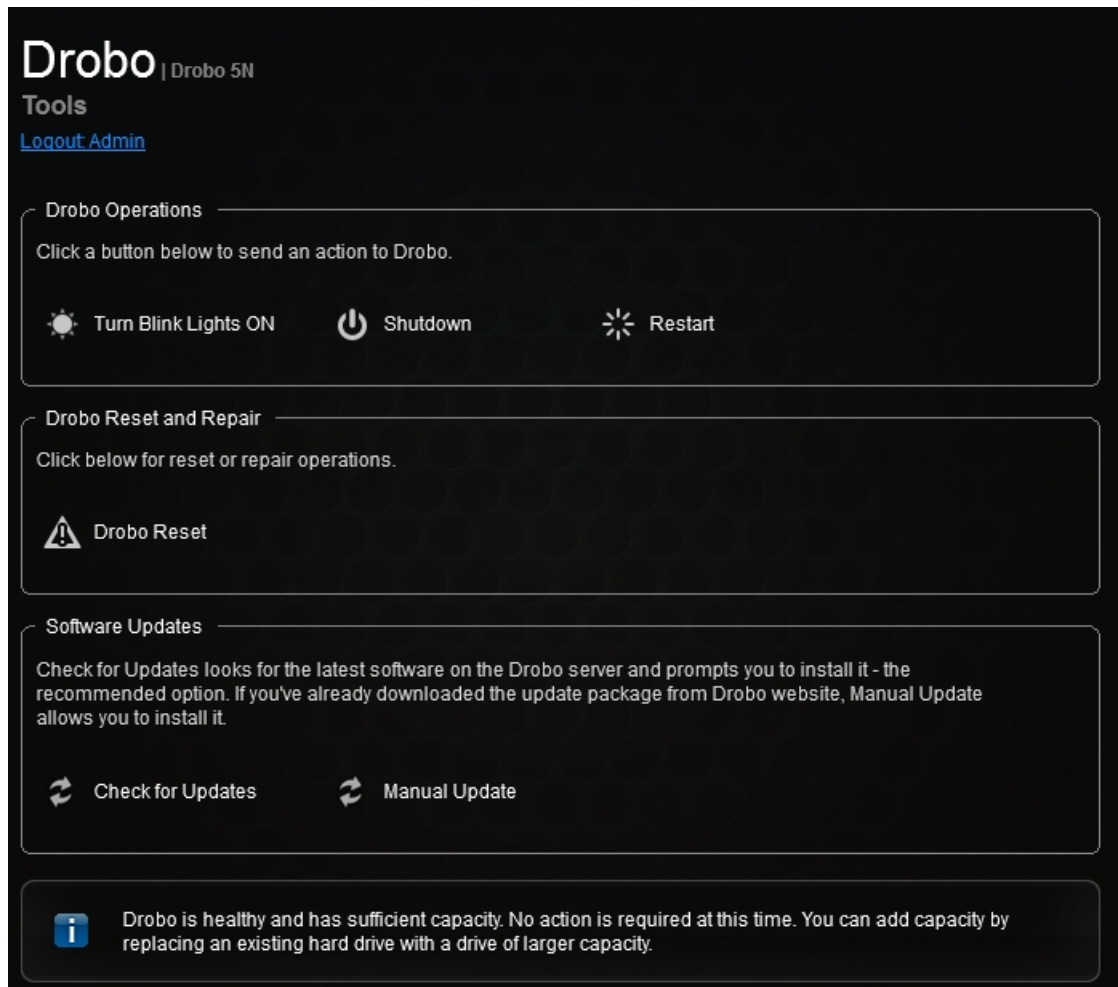 Drobo | Drobo 5N
Tools
Logout: Admin
Drobo Operations
Click a button below to send an action to Drobo.
Turn Blink Lights ON Shutdown Restart
Drobo Reset and Repair
Click below for reset or repair operations.
Drobo Reset
Software Updates
Check for Updates looks for the latest software on the Drobo server and prompts you to install it - the
recommended option. If you've already downloaded the update package from Drobo website, Manual Update
allows you to install it.
Check for Updates Manual Update
Drobo is healthy and has sufficient capacity. No action is required at this time. You can add capacity by
replacing an existing hard drive with a drive of larger capacity.